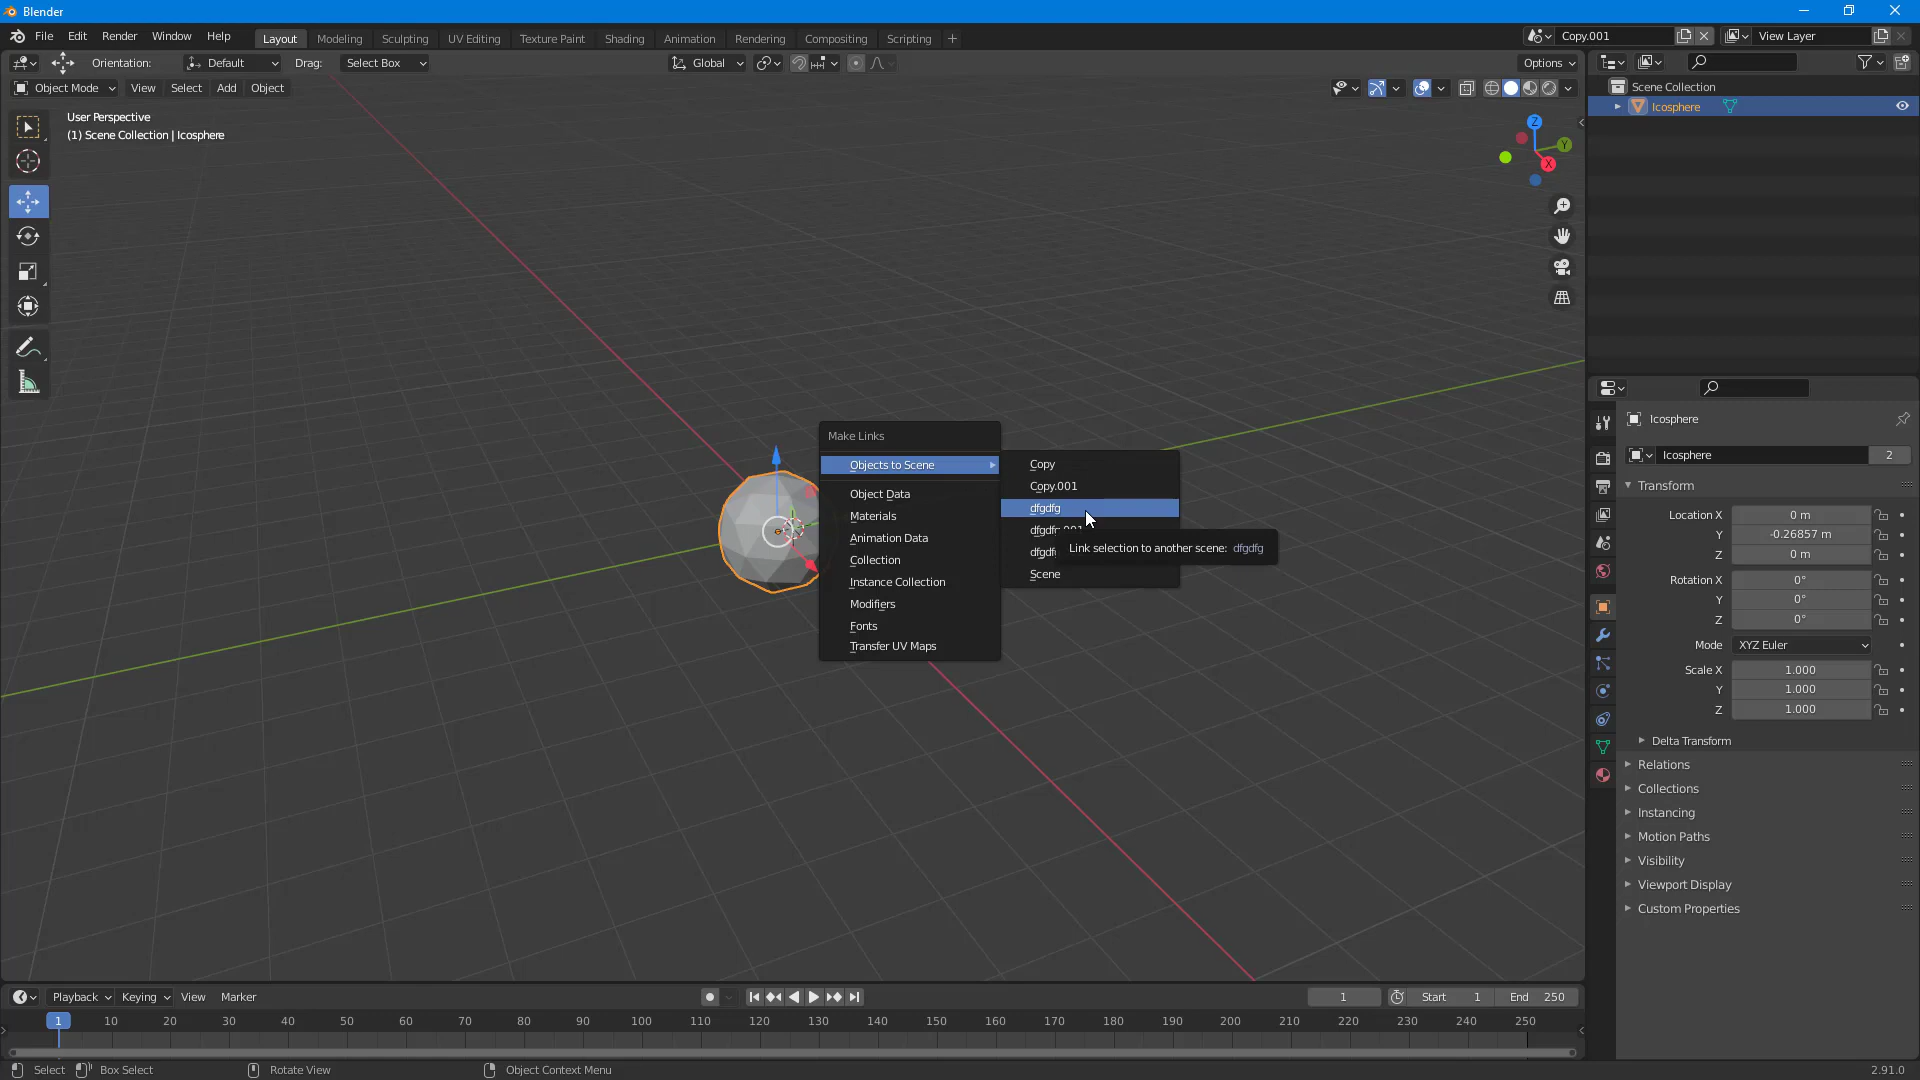 Blender
File Edit Render Window Help
Layout Modeling Sculpting UV Editing Texture Paint Shading Animation Rendering Compositing Scripting +
Copy.001
View Layer
Orientation: Default Drag: Select Box
Global
Options
Object Mode View Select Add Object
User Perspective
(1) Scene Collection | Icosphere
Z
Y
X
Scene Collection
Icosphere
Make Links
Objects to Scene
Object Data
Materials
Animation Data
Collection
Instance Collection
Modifiers
Fonts
Transfer UV Maps
Copy
Copy.001
dfgdfg
Scene
Link selection to another scene: dfgdfg
Icosphere
Icosphere 2
Transform
Location X 0 m
Y -0.26857 m
Z 0 m
Rotation X 0°
Y 0°
Z 0°
Mode XYZ Euler
Scale X 1.000
Y 1.000
Z 1.000
Delta Transform
Relations
Collections
Instancing
Motion Paths
Visibility
Viewport Display
Custom Properties
Playback Keying View Marker
1 Start 1 End 250
1 10 20 30 40 50 60 70 80 90 100 110 120 130 140 150 160 170 180 190 200 210 220 230 240 250
Select Box Select Rotate View Object Context Menu 2.91.0